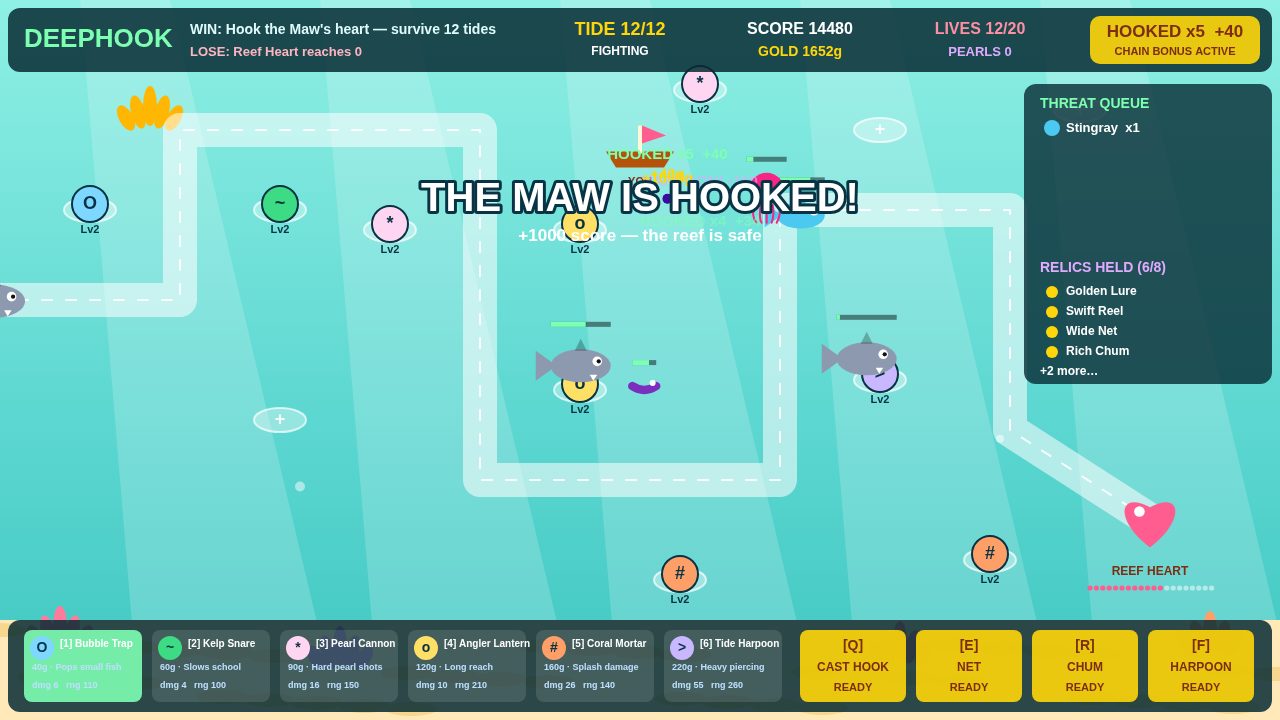 DEEPHOOK
WIN: Hook the Maw's heart — survive 12 tides
LOSE: Reef Heart reaches 0
TIDE 12/12
FIGHTING
SCORE 14480
GOLD 1652g
LIVES 12/20
PEARLS 0
HOOKED x5 +40
CHAIN BONUS ACTIVE
THREAT QUEUE
Stingray x1
RELICS HELD (6/8)
Golden Lure
Swift Reel
Wide Net
Rich Chum
+2 more…
*
Lv2
+
HOOKED x5 +40
THE MAW IS HOOKED!
+1000 score — the reef is safe
O
Lv2
~
Lv2
*
Lv2
o
Lv2
o
Lv2
>
Lv2
+
#
Lv2
#
Lv2
REEF HEART
O [1] Bubble Trap
40g · Pops small fish
dmg 6 rng 110
~ [2] Kelp Snare
60g · Slows school
dmg 4 rng 100
* [3] Pearl Cannon
90g · Hard pearl shots
dmg 16 rng 150
o [4] Angler Lantern
120g · Long reach
dmg 10 rng 210
# [5] Coral Mortar
160g · Splash damage
dmg 26 rng 140
> [6] Tide Harpoon
220g · Heavy piercing
dmg 55 rng 260
[Q]
CAST HOOK
READY
[E]
NET
READY
[R]
CHUM
READY
[F]
HARPOON
READY